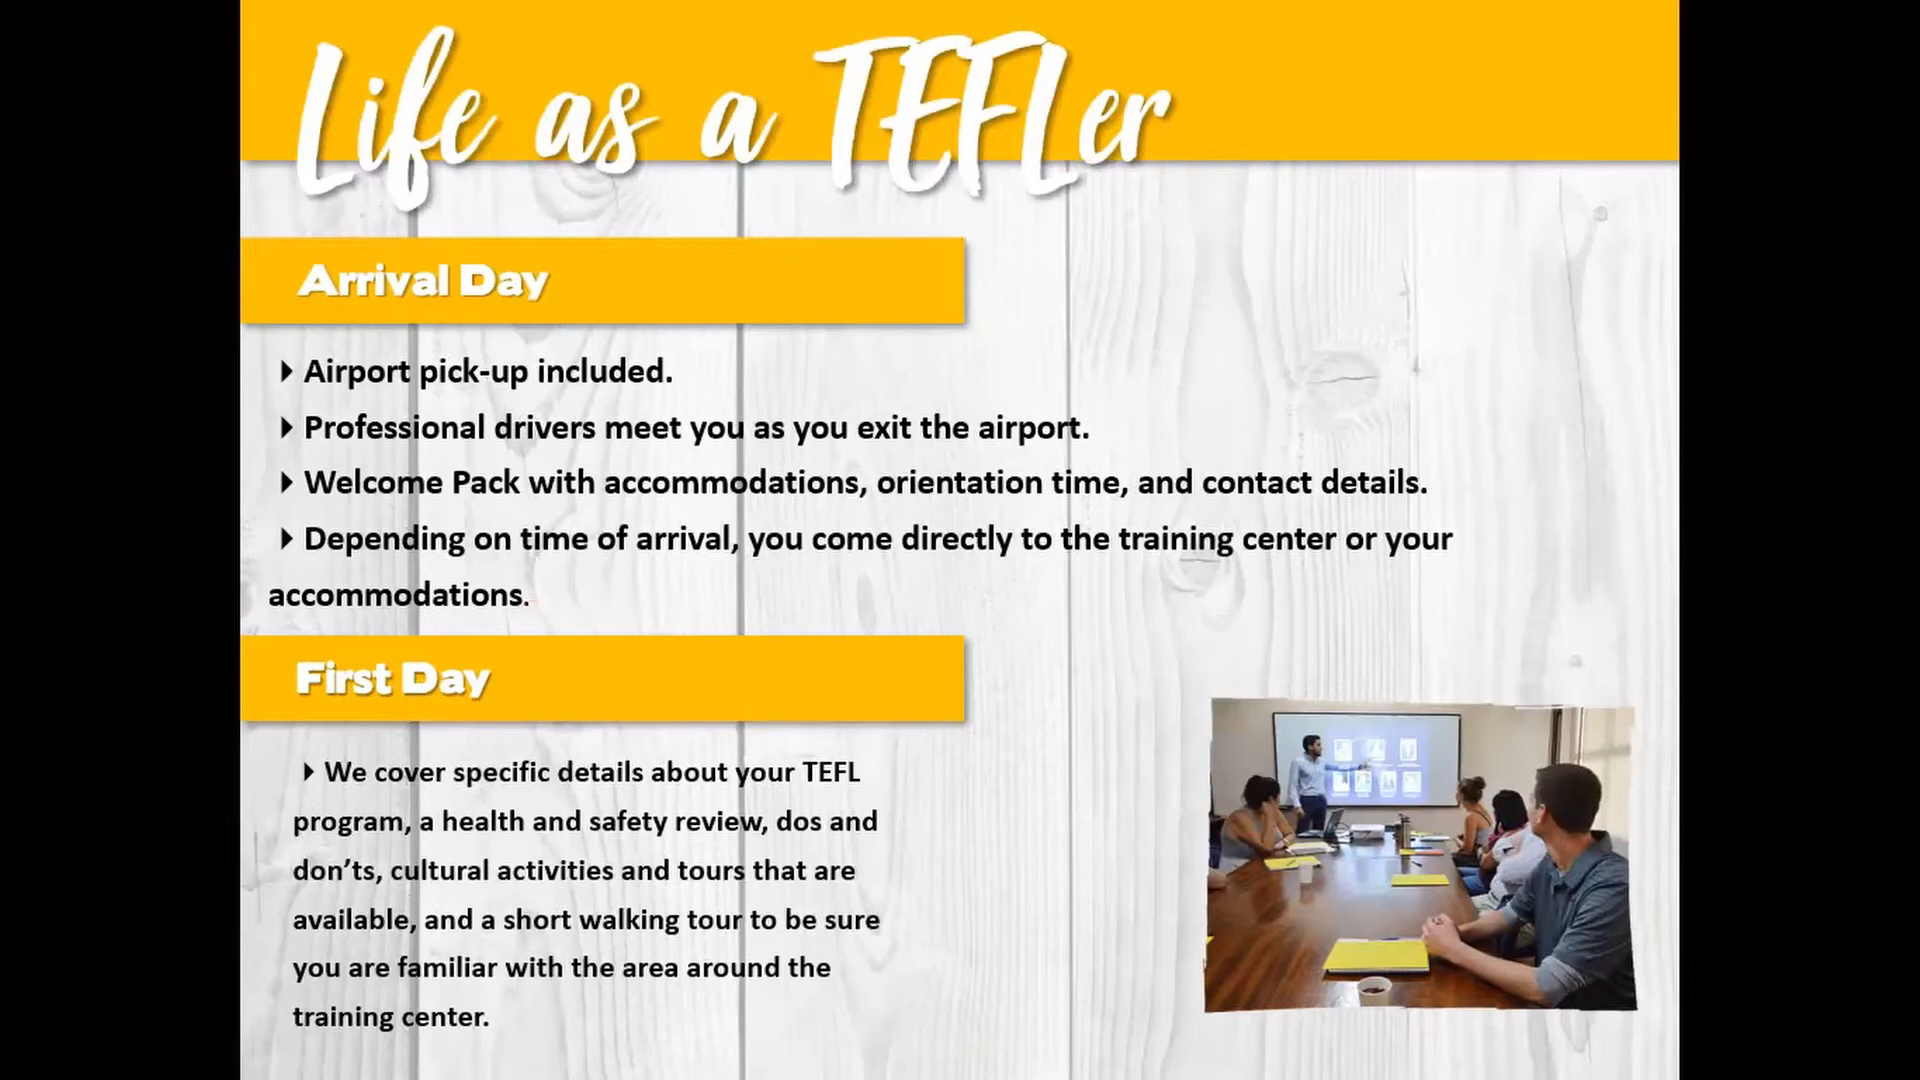 Life as a TEFLer
Arrival Day
Airport pick-up included.
Professional drivers meet you as you exit the airport.
Welcome Pack with accommodations, orientation time, and contact details.
Depending on time of arrival, you come directly to the training center or your
accommodations.
First Day
We cover specific details about your TEFL
program, a health and safety review, dos and
don’ts, cultural activities and tours that are
available, and a short walking tour to be sure
you are familiar with the area around the
training center.